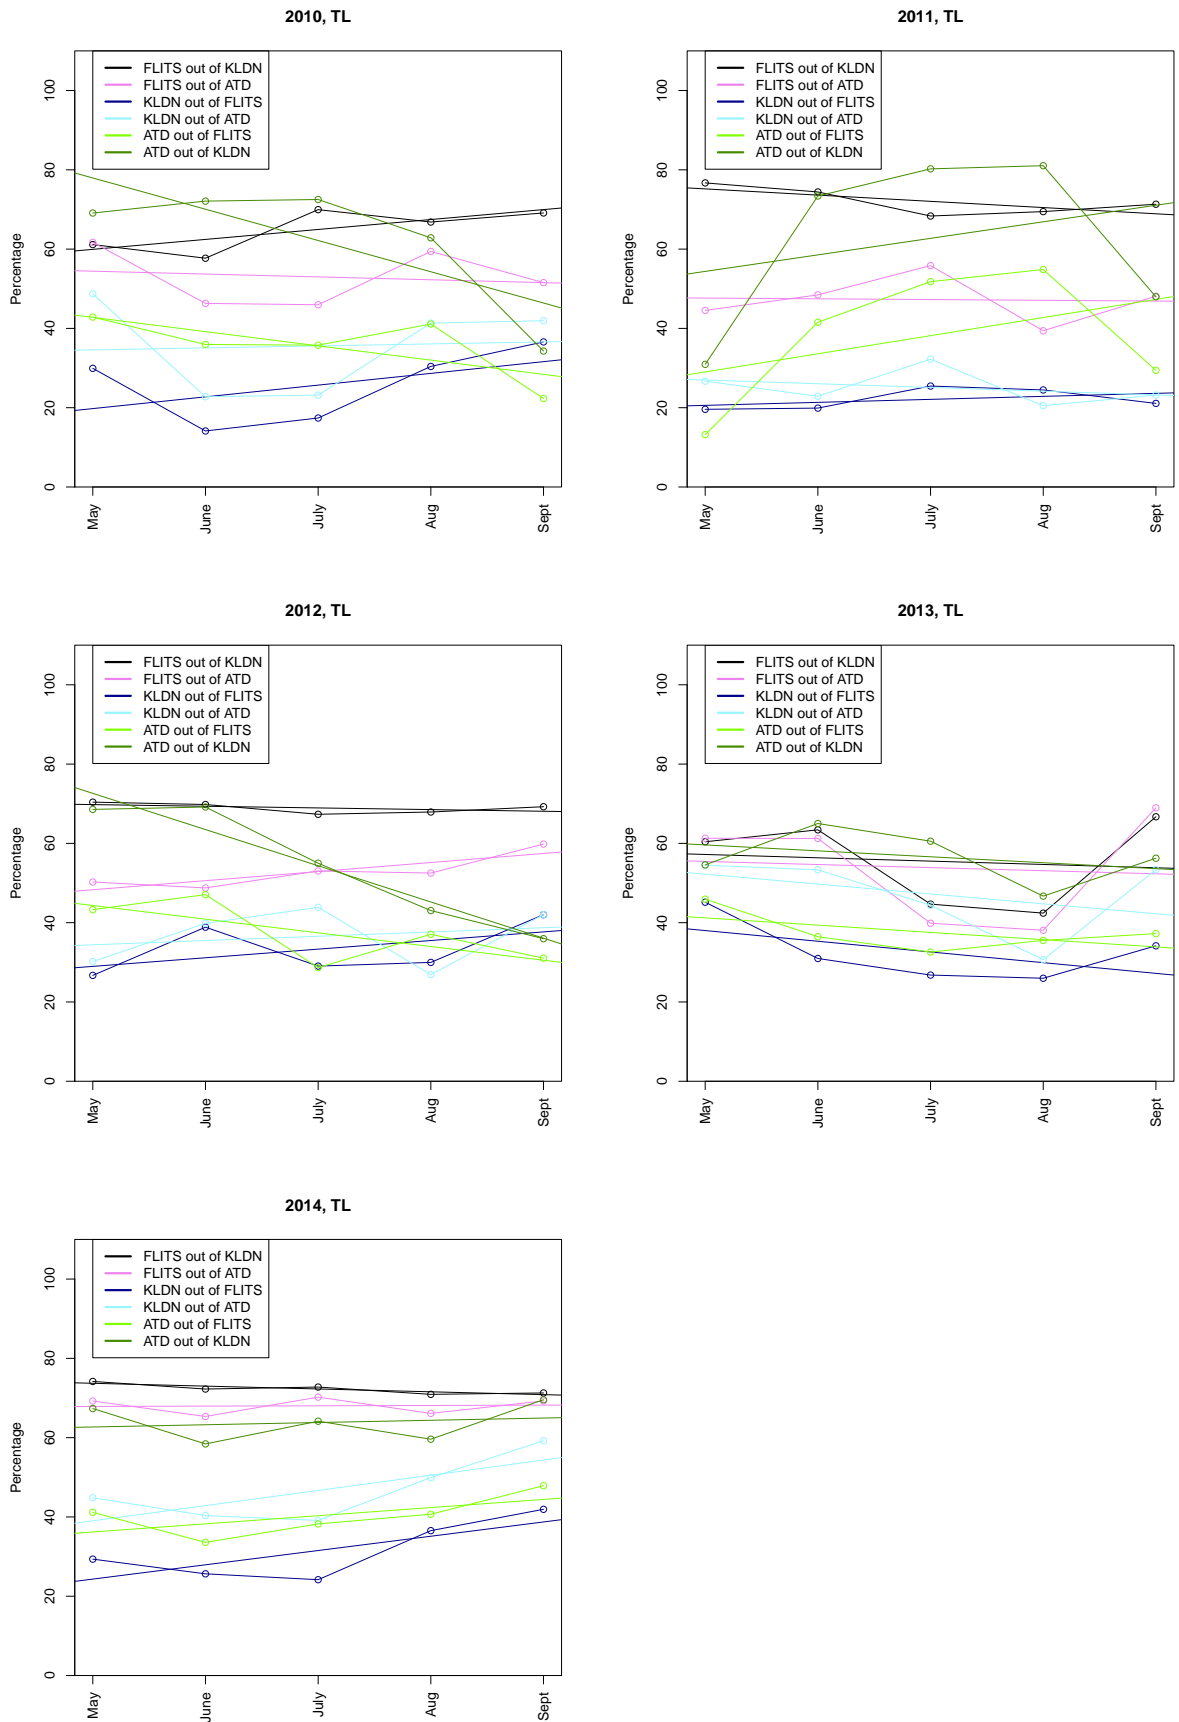 2010, TL
FLITS out of KLDN
FLITS out of ATD
KLDN out of FLITS
KLDN out of ATD
ATD out of FLITS
ATD out of KLDN
Percentage
0
20
40
60
80
100
May
June
July
Aug
Sept
2011, TL
FLITS out of KLDN
FLITS out of ATD
KLDN out of FLITS
KLDN out of ATD
ATD out of FLITS
ATD out of KLDN
Percentage
0
20
40
60
80
100
May
June
July
Aug
Sept
2012, TL
FLITS out of KLDN
FLITS out of ATD
KLDN out of FLITS
KLDN out of ATD
ATD out of FLITS
ATD out of KLDN
Percentage
0
20
40
60
80
100
May
June
July
Aug
Sept
2013, TL
FLITS out of KLDN
FLITS out of ATD
KLDN out of FLITS
KLDN out of ATD
ATD out of FLITS
ATD out of KLDN
Percentage
0
20
40
60
80
100
May
June
July
Aug
Sept
2014, TL
FLITS out of KLDN
FLITS out of ATD
KLDN out of FLITS
KLDN out of ATD
ATD out of FLITS
ATD out of KLDN
Percentage
0
20
40
60
80
100
May
June
July
Aug
Sept